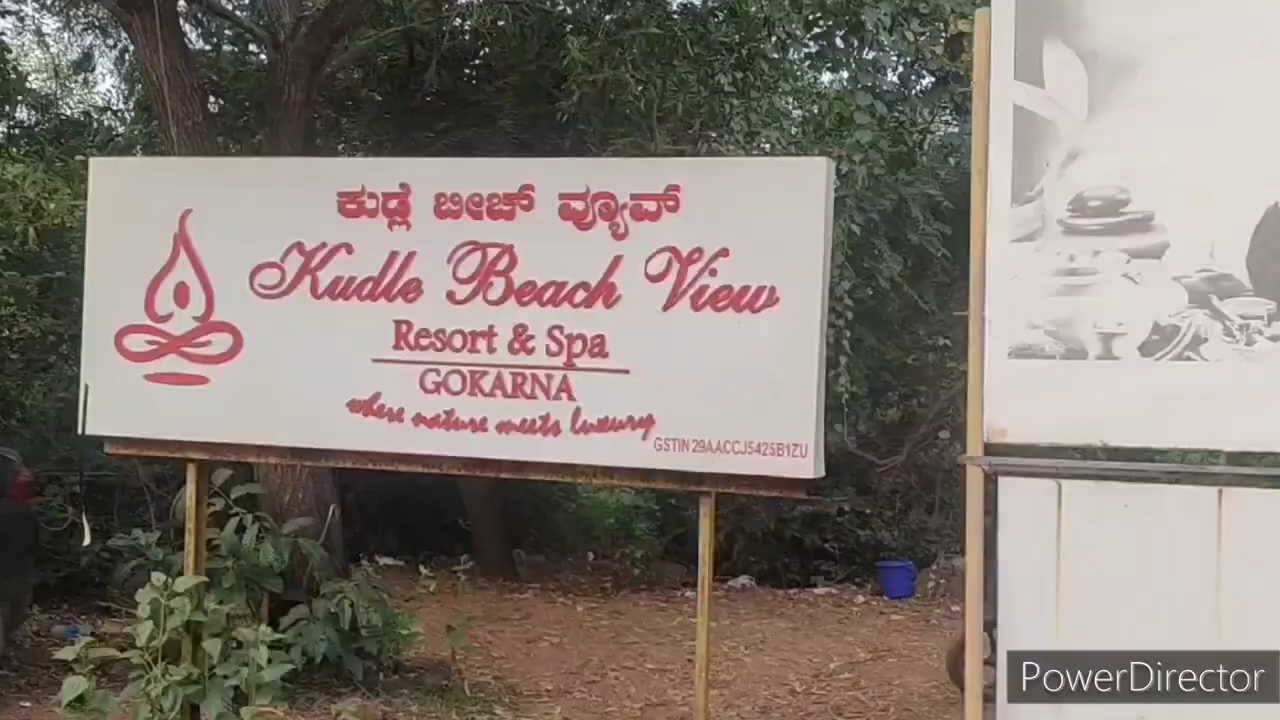 ಕುಡ್ಲೆ ಬೀಚ್ ವ್ಯೂವ್
Kudle Beach View
Resort & Spa
GOKARNA
where nature meets luxury
GSTIN 29AACCJ5425B1ZU
PowerDirector